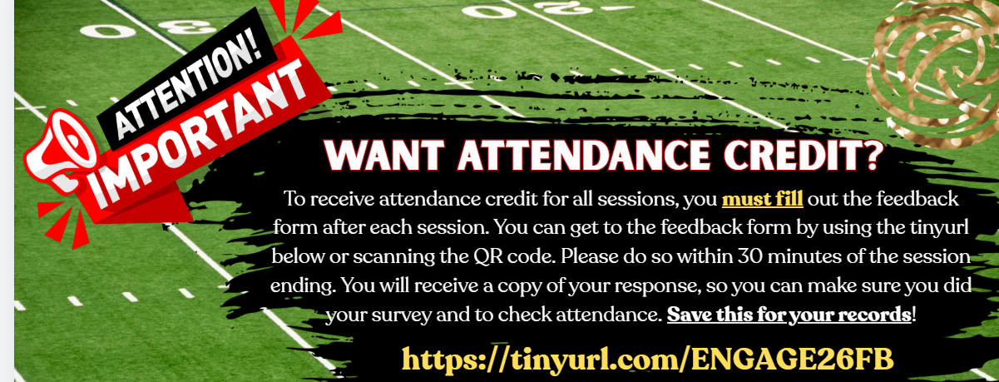 ATTENTION!
IMPORTANT
WANT ATTENDANCE CREDIT?
To receive attendance credit for all sessions, you must fill out the feedback
form after each session. You can get to the feedback form by using the tinyurl
below or scanning the QR code. Please do so within 30 minutes of the session
ending. You will receive a copy of your response, so you can make sure you did
your survey and to check attendance. Save this for your records!
https://tinyurl.com/ENGAGE26FB